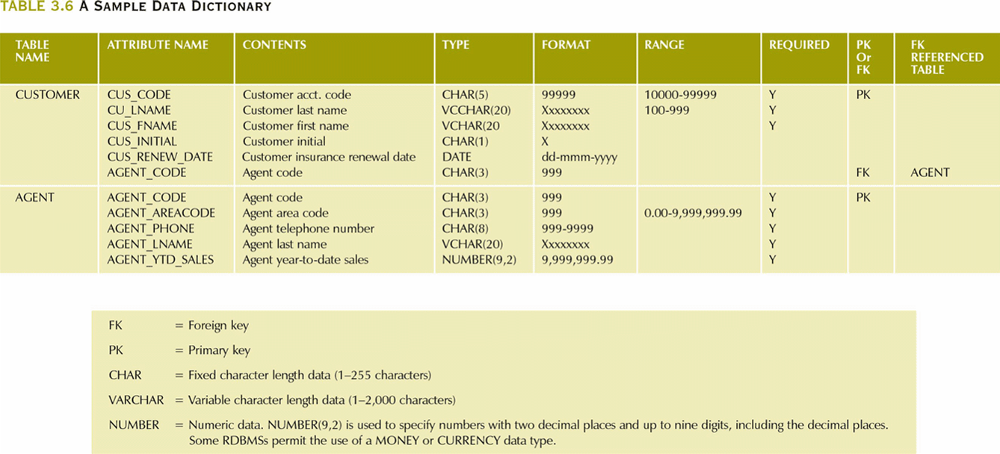 TABLE 3.6 A SAMPLE DATA DICTIONARY
TABLE NAME ATTRIBUTE NAME CONTENTS TYPE FORMAT RANGE REQUIRED PK Or FK FK REFERENCED TABLE
CUSTOMER CUS_CODE Customer acct. code CHAR(5) 99999 10000-99999 Y PK
CU_LNAME Customer last name VCCHAR(20) Xxxxxxxx 100-999 Y
CUS_FNAME Customer first name VCHAR(20 Xxxxxxxx Y
CUS_INITIAL Customer initial CHAR(1) X
CUS_RENEW_DATE Customer insurance renewal date DATE dd-mmm-yyyy
AGENT_CODE Agent code CHAR(3) 999 FK AGENT
AGENT AGENT_CODE Agent code CHAR(3) 999 Y PK
AGENT_AREACODE Agent area code CHAR(3) 999 0.00-9,999,999.99 Y
AGENT_PHONE Agent telephone number CHAR(8) 999-9999 Y
AGENT_LNAME Agent last name VCHAR(20) Xxxxxxxx Y
AGENT_YTD_SALES Agent year-to-date sales NUMBER(9,2) 9,999,999.99 Y
FK = Foreign key
PK = Primary key
CHAR = Fixed character length data (1–255 characters)
VARCHAR = Variable character length data (1–2,000 characters)
NUMBER = Numeric data. NUMBER(9,2) is used to specify numbers with two decimal places and up to nine digits, including the decimal places.
Some RDBMSs permit the use of a MONEY or CURRENCY data type.